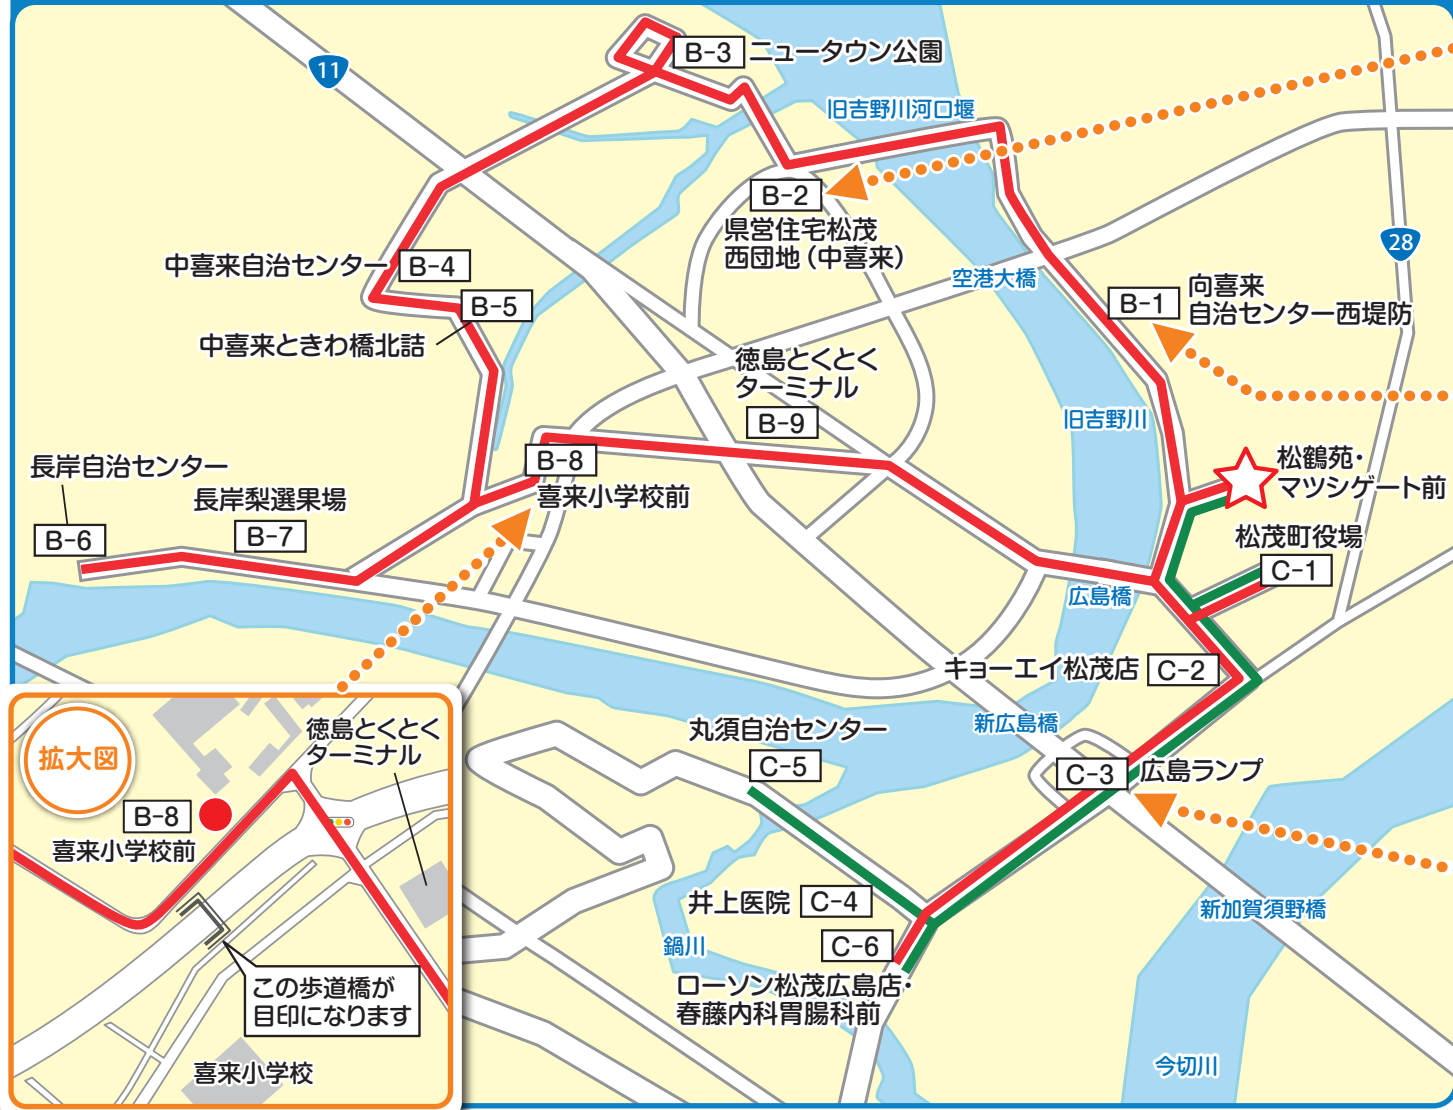 11
B-3 ニュータウン公園
旧吉野川河口堰
B-2
県営住宅松茂
西団地(中喜来)
28
中喜来自治センター B-4
空港大橋
B-1
向喜来
自治センター西堤防
B-5
中喜来ときわ橋北詰
徳島とくとく
ターミナル
B-9
旧吉野川
B-8
喜来小学校前
長岸自治センター
B-6
長岸梨選果場
B-7
松鶴苑・
マツシゲート前
松茂町役場
C-1
広島橋
キョーエイ松茂店 C-2
新広島橋
丸須自治センター
C-5
C-3 広島ランプ
井上医院 C-4
C-6
鍋川
ローソン松茂広島店・
春藤内科胃腸科前
新加賀須野橋
今切川
拡大図
徳島とくとく
ターミナル
B-8
喜来小学校前
この歩道橋が
目印になります
喜来小学校